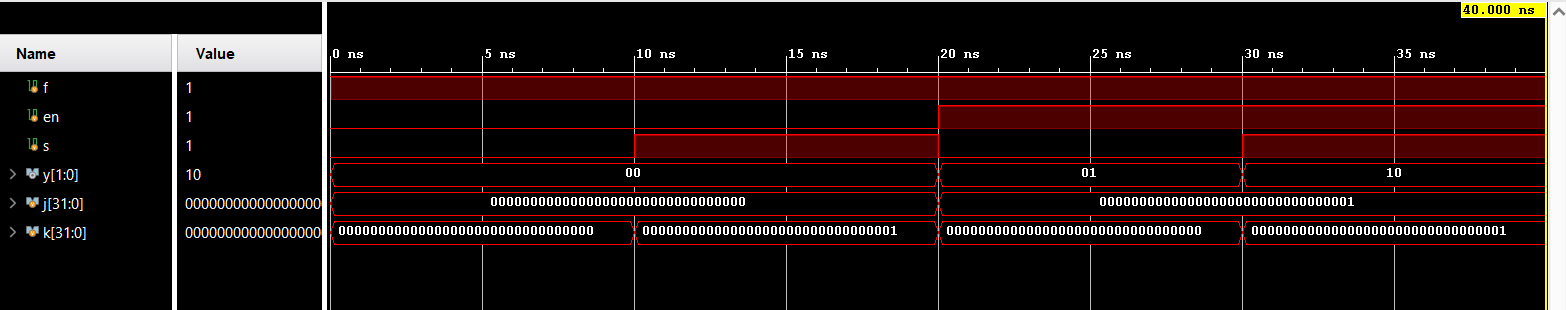 40.000 ns
Name Value 0 ns 5 ns 10 ns 15 ns 20 ns 25 ns 30 ns 35 ns
f 1
en 1
s 1
y[1:0] 10 00 01 10
j[31:0] 00000000000000000 00000000000000000000000000000000 00000000000000000000000000000001
k[31:0] 00000000000000000 00000000000000000000000000000000 00000000000000000000000000000001 00000000000000000000000000000000 00000000000000000000000000000001